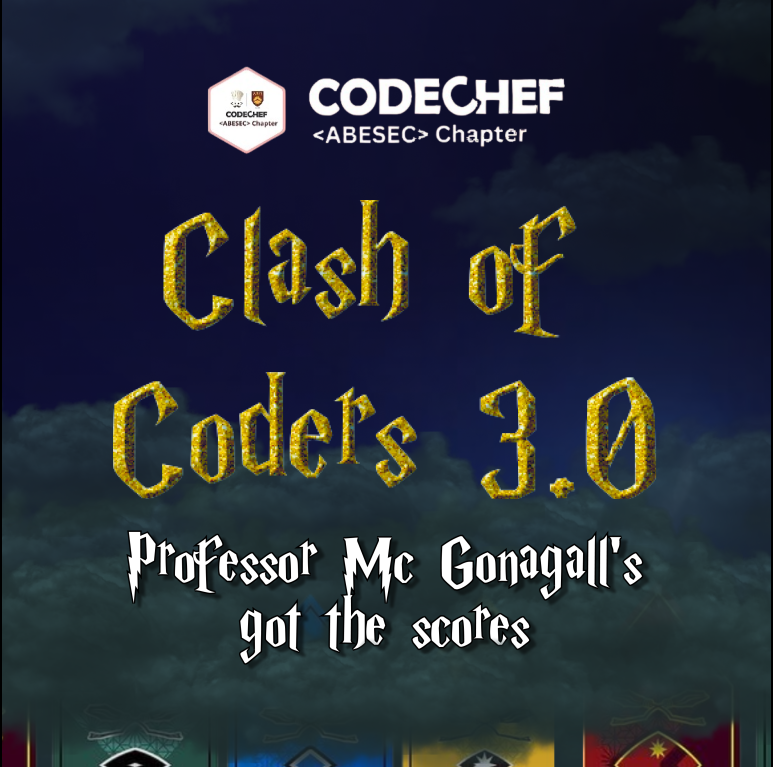 CODECHEF
<ABESEC> Chapter
CODECHEF
<ABESEC> Chapter
Clash of
Coders 3.0
Professor Mc Gonagall's
got the scores